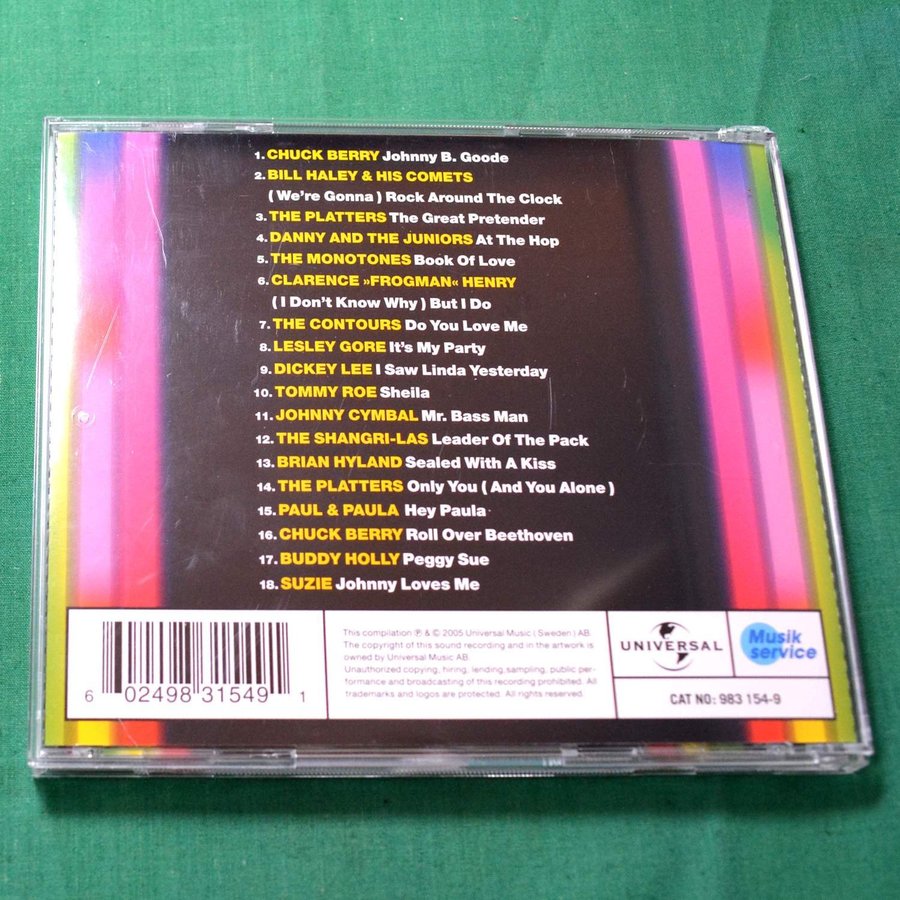 1. CHUCK BERRY Johnny B. Goode
2. BILL HALEY & HIS COMETS
( We're Gonna ) Rock Around The Clock
3. THE PLATTERS The Great Pretender
4. DANNY AND THE JUNIORS At The Hop
5. THE MONOTONES Book Of Love
6. CLARENCE »FROGMAN« HENRY
( I Don't Know Why ) But I Do
7. THE CONTOURS Do You Love Me
8. LESLEY GORE It's My Party
9. DICKEY LEE I Saw Linda Yesterday
10. TOMMY ROE Sheila
11. JOHNNY CYMBAL Mr. Bass Man
12. THE SHANGRI-LAS Leader Of The Pack
13. BRIAN HYLAND Sealed With A Kiss
14. THE PLATTERS Only You ( And You Alone )
15. PAUL & PAULA Hey Paula
16. CHUCK BERRY Roll Over Beethoven
17. BUDDY HOLLY Peggy Sue
18. SUZIE Johnny Loves Me
6 02498 31549 1
This compilation ℗ & © 2005 Universal Music ( Sweden ) AB.
The copyright of this sound recording and in the artwork is
owned by Universal Music AB.
Unauthorized copying, hiring, lending, sampling, public per-
formance and broadcasting of this recording prohibited. All
trademarks and logos are protected. All rights reserved.
UNIVERSAL
Musik
service
CAT NO: 983 154-9